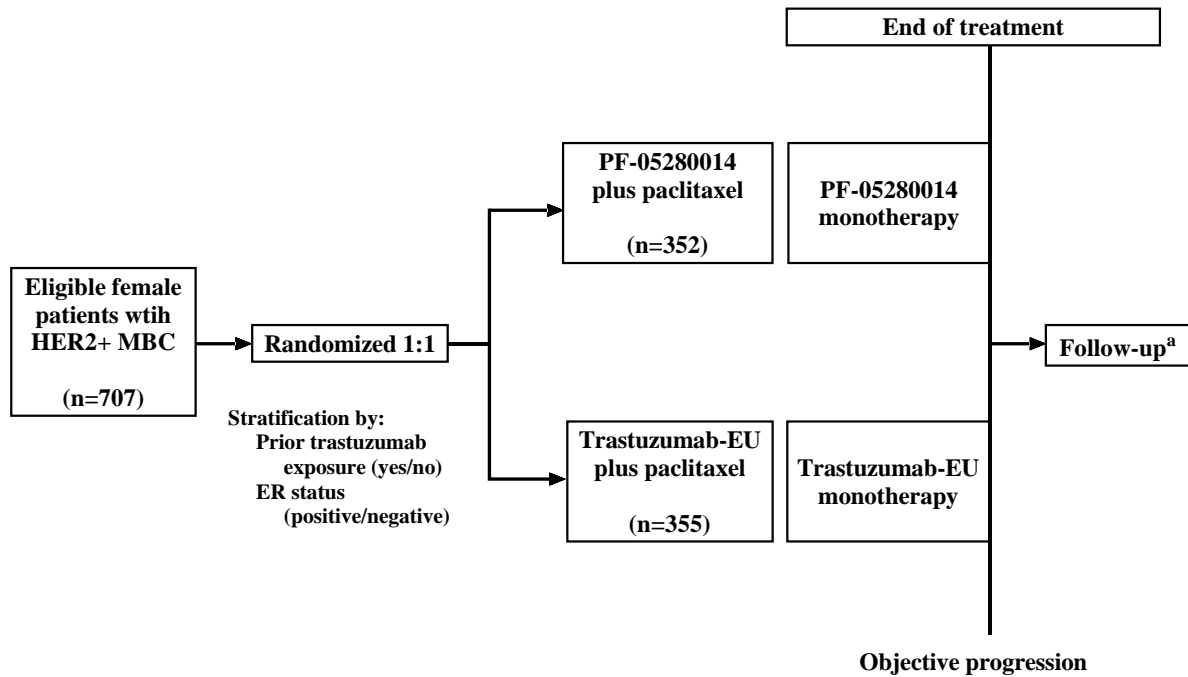 End of treatment
PF-05280014
plus paclitaxel
(n=352)
PF-05280014
monotherapy
Eligible female
patients wtih
HER2+ MBC
(n=707)
Randomized 1:1
Follow-upᵃ
Stratification by:
Prior trastuzumab
exposure (yes/no)
ER status
(positive/negative)
Trastuzumab-EU
plus paclitaxel
(n=355)
Trastuzumab-EU
monotherapy
Objective progression